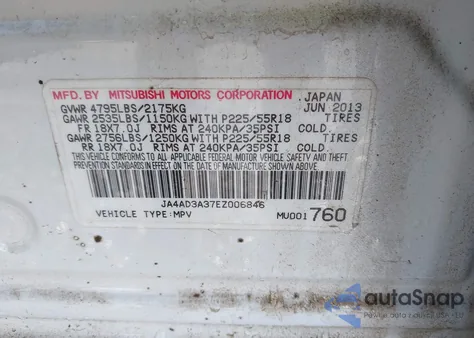 MFD. BY MITSUBISHI MOTORS CORPORATION JAPAN
GVWR 4795LBS/2175KG JUN 2013
GAWR 2535LBS/1150KG WITH P225/55R18 TIRES
FR 18X7.0J RIMS AT 240KPA/35PSI COLD.
GAWR 2756LBS/1250KG WITH P225/55R18 TIRES
RR 18X7.0J RIMS AT 240KPA/35PSI COLD.
THIS VEHICLE CONFORMS TO ALL APPLICABLE FEDERAL MOTOR VEHICLE SAFETY, BUMPER, AND THEFT
PREVENTION STANDARDS IN EFFECT ON THE DATE OF MANUFACTURE SHOWN ABOVE.
JA4AD3A37EZ006846
VEHICLE TYPE:MPV MU001760
autoSnap